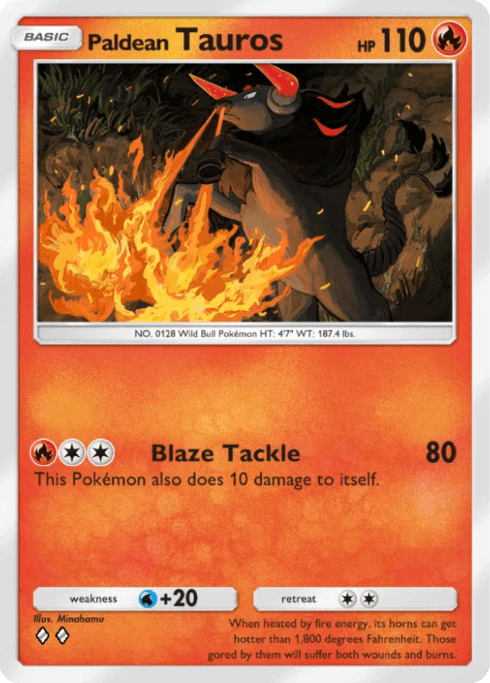 BASIC Paldean Tauros HP 110
NO. 0128 Wild Bull Pokémon HT: 4'7" WT: 187.4 lbs.
Blaze Tackle 80
This Pokémon also does 10 damage to itself.
weakness +20 retreat
Illus. Minahamu
When heated by fire energy, its horns can get
hotter than 1,800 degrees Fahrenheit. Those
gored by them will suffer both wounds and burns.